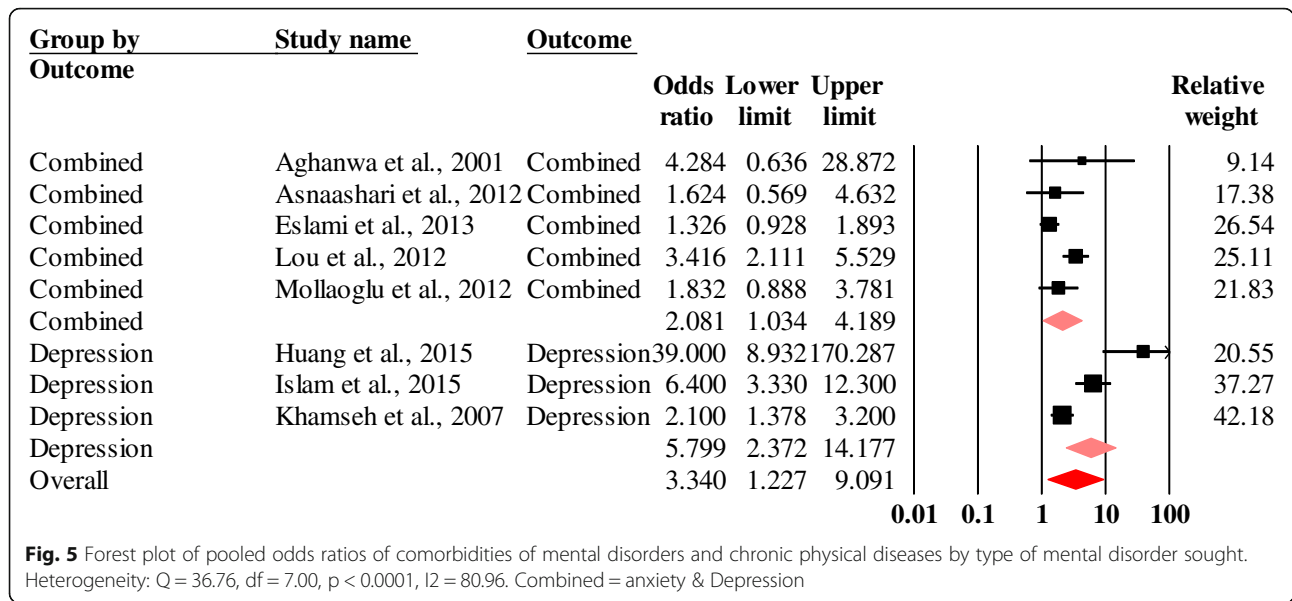 Group by Study name Outcome
Outcome
Odds Lower Upper Relative
ratio limit limit weight
Combined Aghanwa et al., 2001 Combined 4.284 0.636 28.872 9.14
Combined Asnaashari et al., 2012 Combined 1.624 0.569 4.632 17.38
Combined Eslami et al., 2013 Combined 1.326 0.928 1.893 26.54
Combined Lou et al., 2012 Combined 3.416 2.111 5.529 25.11
Combined Mollaoglu et al., 2012 Combined 1.832 0.888 3.781 21.83
Combined 2.081 1.034 4.189
Depression Huang et al., 2015 Depression 39.000 8.932 170.287 20.55
Depression Islam et al., 2015 Depression 6.400 3.330 12.300 37.27
Depression Khamseh et al., 2007 Depression 2.100 1.378 3.200 42.18
Depression 5.799 2.372 14.177
Overall 3.340 1.227 9.091
0.01 0.1 1 10 100
Fig. 5 Forest plot of pooled odds ratios of comorbidities of mental disorders and chronic physical diseases by type of mental disorder sought.
Heterogeneity: Q = 36.76, df = 7.00, p < 0.0001, I2 = 80.96. Combined = anxiety & Depression